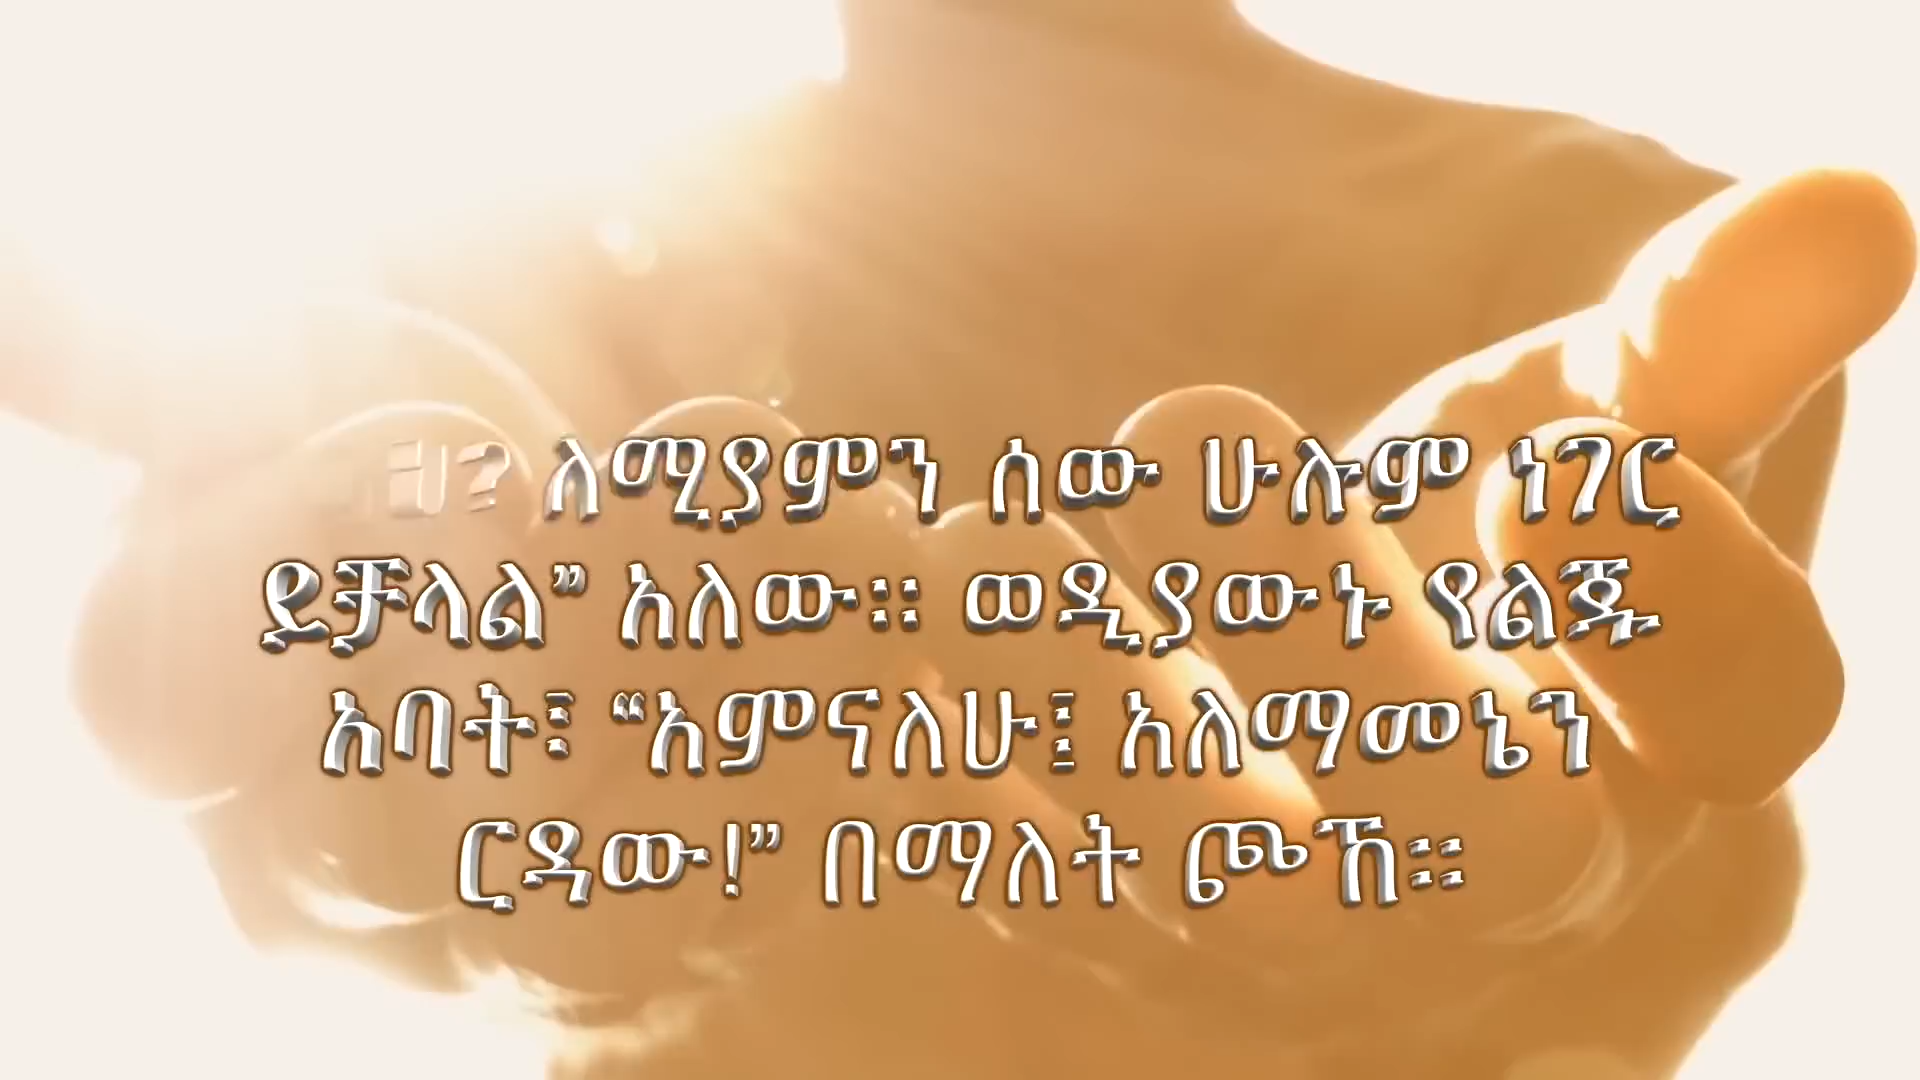 ለሚያምን ሰው ሁሉም ነገር
ይቻላል” አለው። ወዲያውኑ የልጁ
አባት፣ “አምናለሁ፤ አለማመኔን
ርዳው!” በማለት ጮኸ።